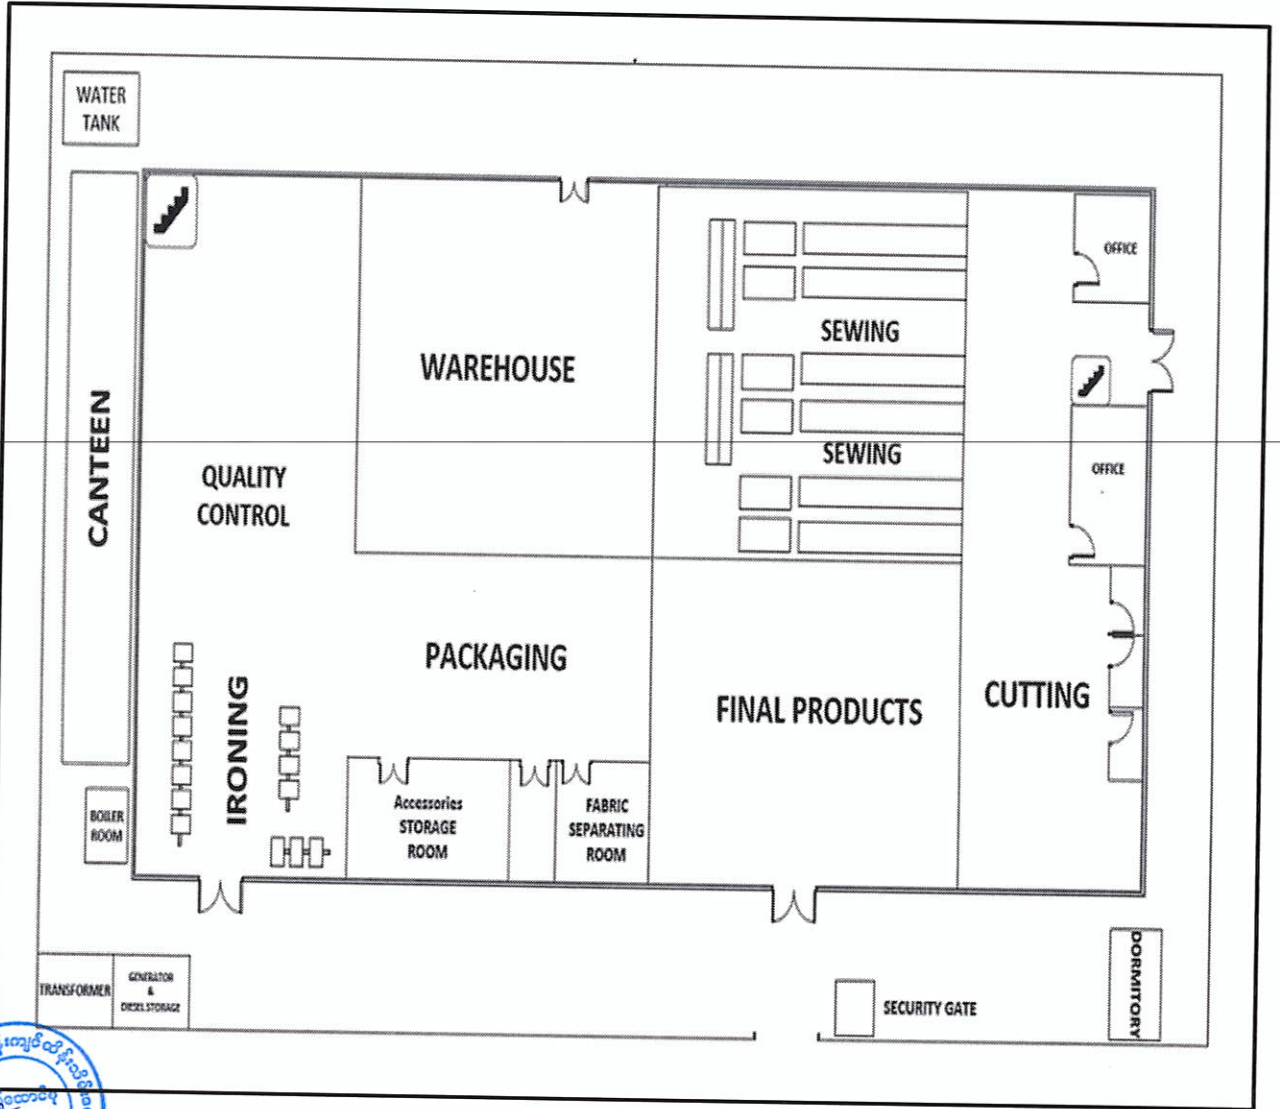 WATER
TANK
OFFICE
SEWING
WAREHOUSE
CANTEEN
SEWING
OFFICE
QUALITY
CONTROL
PACKAGING
IRONING
FINAL PRODUCTS
CUTTING
BOILER
ROOM
Accessories
STORAGE
ROOM
FABRIC
SEPARATING
ROOM
TRANSFORMER
GENERATOR
&
DIESEL STORAGE
SECURITY GATE
DORMITORY